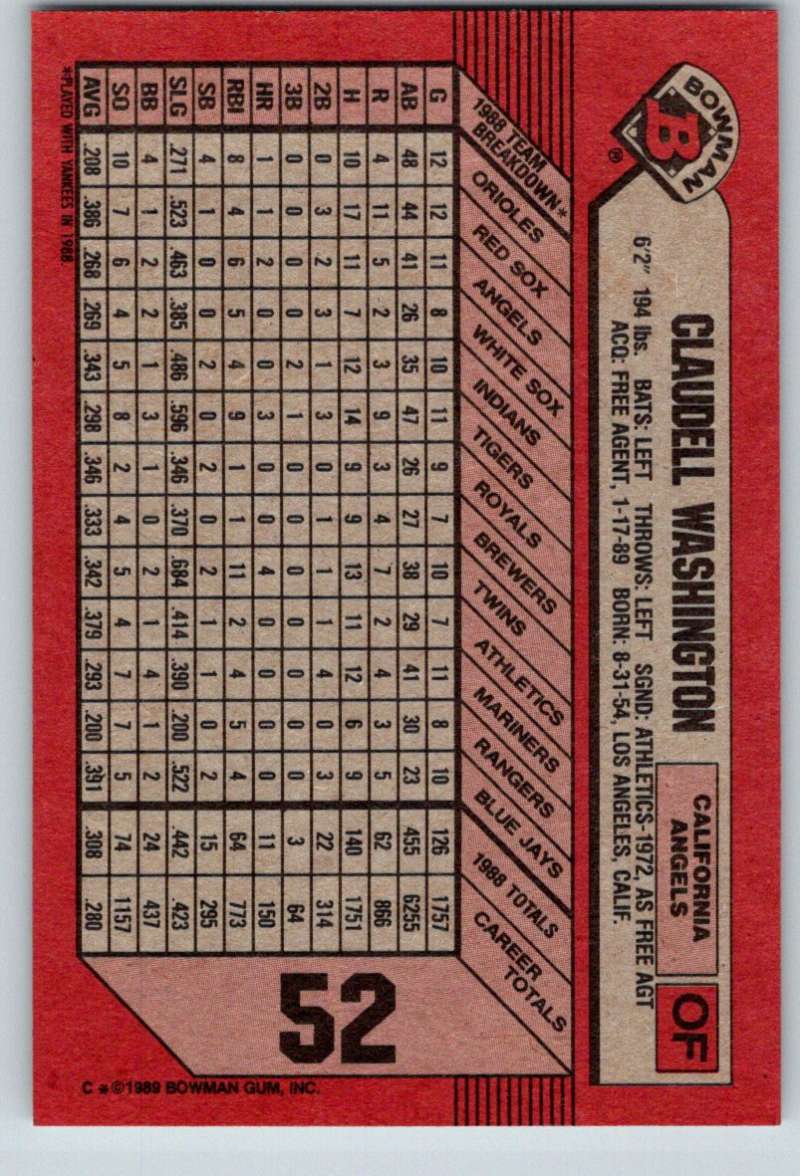 BOWMAN
B
®
CLAUDELL WASHINGTON
CALIFORNIA
ANGELS
OF
6'2" 194 lbs. BATS: LEFT THROWS: LEFT SGND: ATHLETICS-1972, AS FREE AGT
ACQ: FREE AGENT, 1-17-89 BORN: 8-31-54, LOS ANGELES, CALIF.
1988 TEAM
BREAKDOWN*
ORIOLES
RED SOX
ANGELS
WHITE SOX
INDIANS
TIGERS
ROYALS
BREWERS
TWINS
ATHLETICS
MARINERS
RANGERS
BLUE JAYS
1988 TOTALS
CAREER
TOTALS
G 12 12 11 8 10 11 9 7 10 7 11 8 10 126 1757
AB 48 44 41 26 35 47 26 27 38 29 41 30 23 455 6255
R 4 11 5 2 3 9 3 4 7 2 4 3 5 62 866
H 10 17 11 7 12 14 9 9 13 11 12 6 9 140 1751
2B 0 3 2 3 1 3 0 1 1 1 4 0 3 22 314
3B 0 0 0 0 2 1 0 0 0 0 0 0 0 3 64
HR 1 1 2 0 0 3 0 0 4 0 0 0 0 11 150
RBI 8 4 6 5 4 9 1 1 11 2 4 5 4 64 773
SB 4 1 0 0 2 0 2 0 2 1 1 0 2 15 295
SLG .271 .523 .463 .385 .486 .596 .346 .370 .684 .414 .390 .200 .522 .442 .423
BB 4 1 2 2 1 3 1 0 2 1 4 1 2 24 437
SO 10 7 6 4 5 8 2 4 5 4 7 7 5 74 1157
AVG .208 .386 .268 .269 .343 .298 .346 .333 .342 .379 .293 .200 .391 .308 .280
*PLAYED WITH YANKEES IN 1988.
52
C *©1989 BOWMAN GUM, INC.